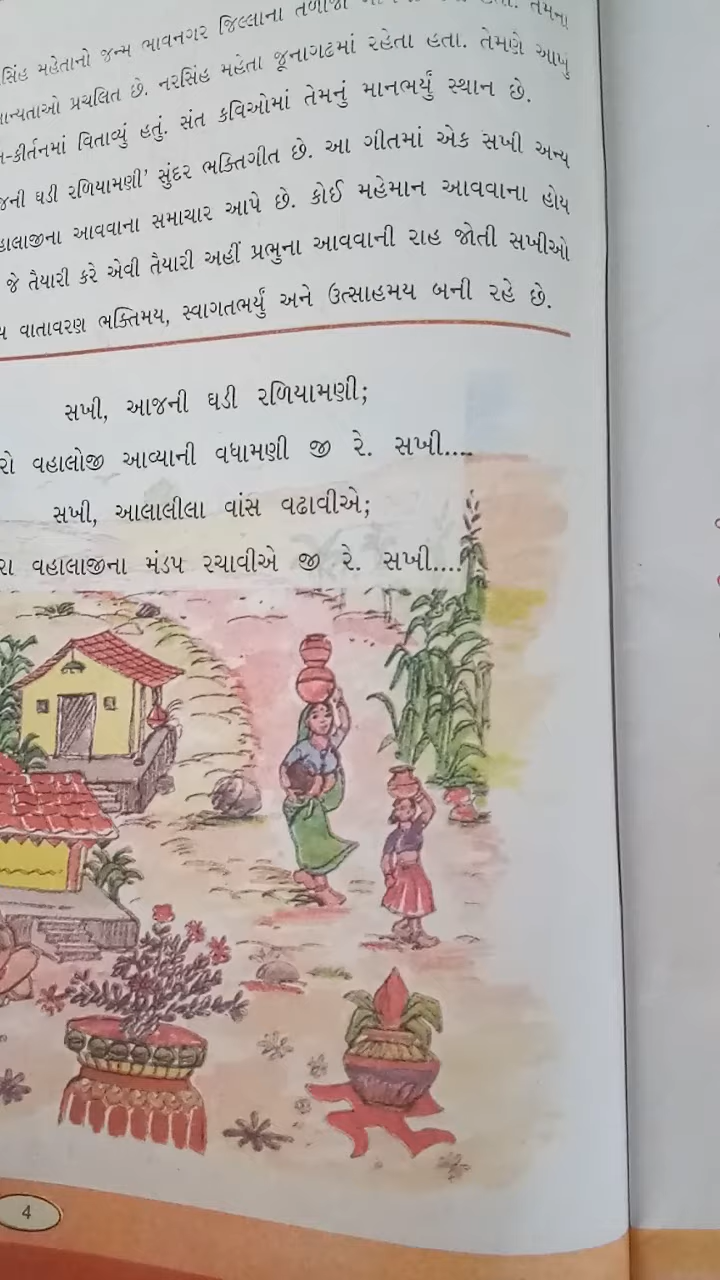 સિંહ મહેતાનો જન્મ ભાવનગર જિલ્લાના તળાજા
માન્યતાઓ પ્રચલિત છે. નરસિંહ મહેતા જૂનાગઢમાં રહેતા હતા. તેમણે આખું
-કીર્તનમાં વિતાવ્યું હતું. સંત કવિઓમાં તેમનું માનભર્યું સ્થાન છે.
જની ઘડી રળિયામણી' સુંદર ભક્તિગીત છે. આ ગીતમાં એક સખી અન્ય
હાલાજીના આવવાના સમાચાર આપે છે. કોઈ મહેમાન આવવાના હોય
જે તૈયારી કરે એવી તૈયારી અહીં પ્રભુના આવવાની રાહ જોતી સખીઓ
વાતાવરણ ભક્તિમય, સ્વાગતભર્યું અને ઉત્સાહમય બની રહે છે.
સખી, આજની ઘડી રળિયામણી;
રો વહાલોજી આવ્યાની વધામણી જી રે. સખી....
સખી, આલાલીલા વાંસ વઢાવીએ;
રા વહાલાજીના મંડપ રચાવીએ જી રે. સખી....
4